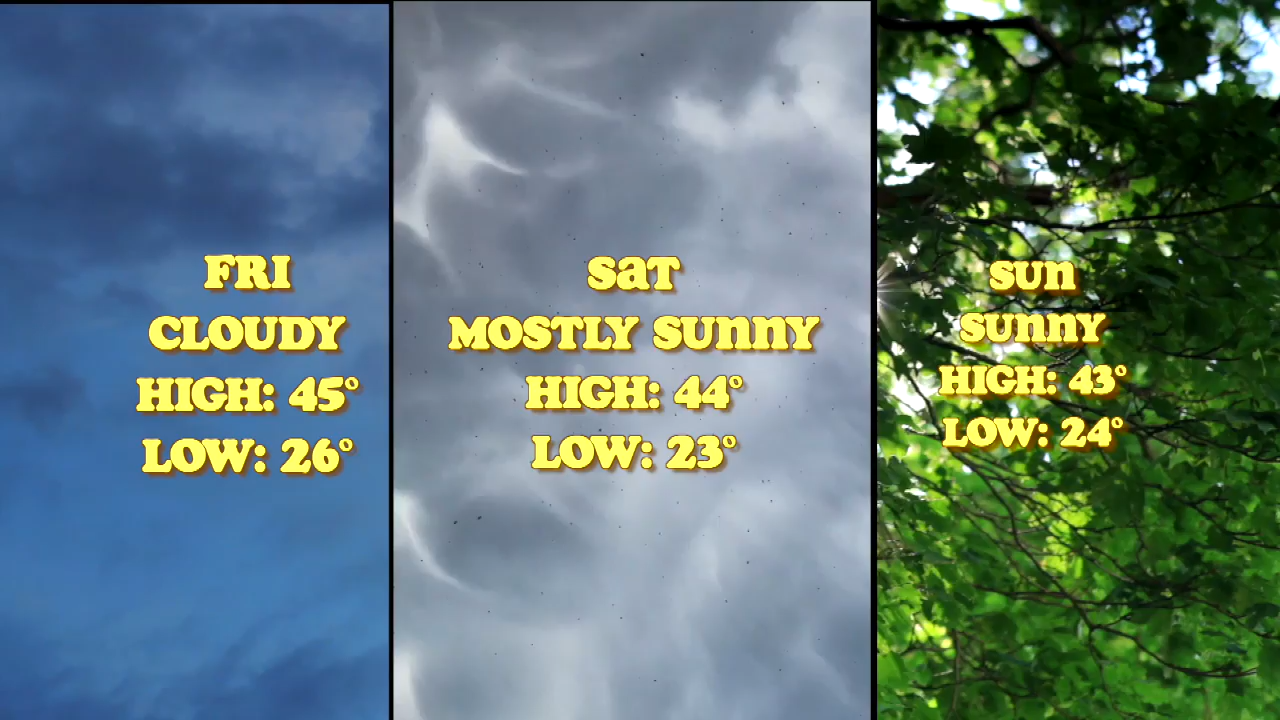 FRI
CLOUDY
HIGH: 45°
LOW: 26°
Sat
MOSTLY Sunny
HIGH: 44°
LOW: 23°
Sun
Sunny
HIGH: 43°
LOW: 24°